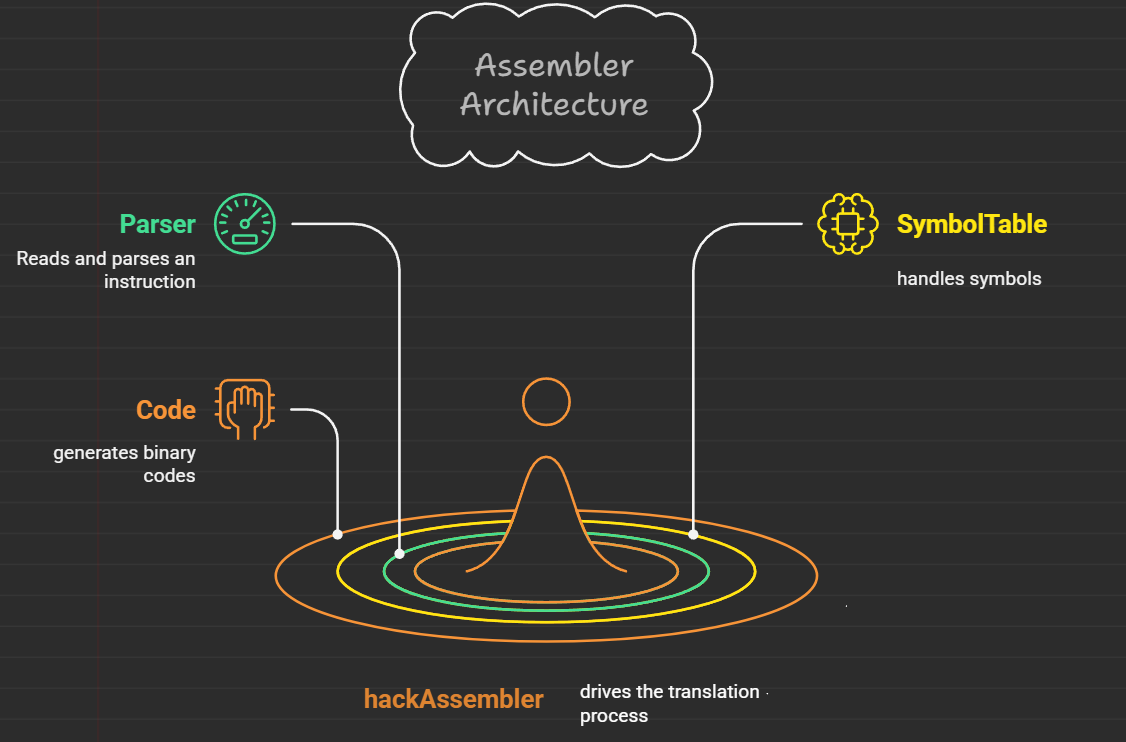 Assembler
Architecture
Parser
Reads and parses an
instruction
SymbolTable
handles symbols
Code
generates binary
codes
hackAssembler
drives the translation
process